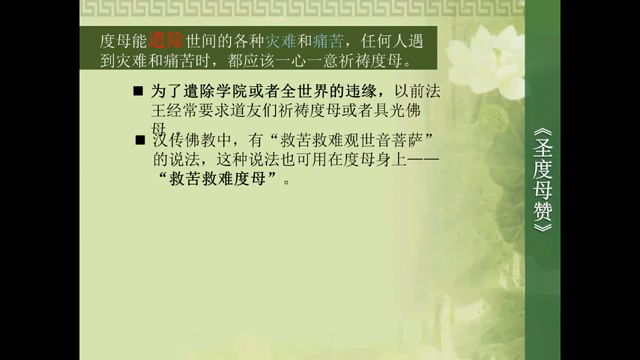 度母能遣除世间的各种灾难和痛苦，任何人遇
到灾难和痛苦时，都应该一心一意祈祷度母。
■ 为了遣除学院或者全世界的违缘，以前法
王经常要求道友们祈祷度母或者具光佛
母。
■ 汉传佛教中，有“救苦救难观世音菩萨”
的说法，这种说法也可用在度母身上——
“救苦救难度母”。
《圣度母赞》